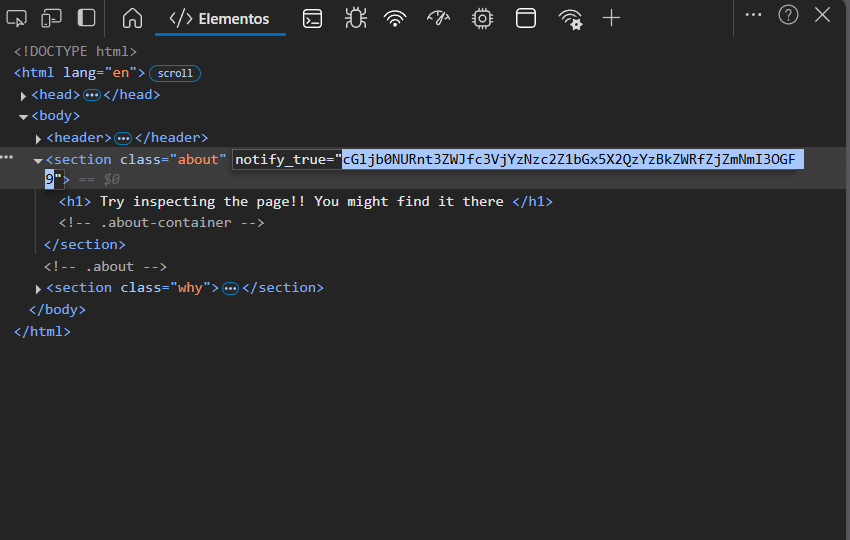 Elementos
<!DOCTYPE html>
<html lang="en"> scroll
<head> ••• </head>
<body>
<header> ••• </header>
••• <section class="about" notify_true="cGljb0NURnt3ZWJfc3VjYzNzc2Z1bGx5X2QzYzBkZWRfZjZmNmI3OGF
9"> == $0
<h1> Try inspecting the page!! You might find it there </h1>
<!-- .about-container -->
</section>
<!-- .about -->
<section class="why"> ••• </section>
</body>
</html>